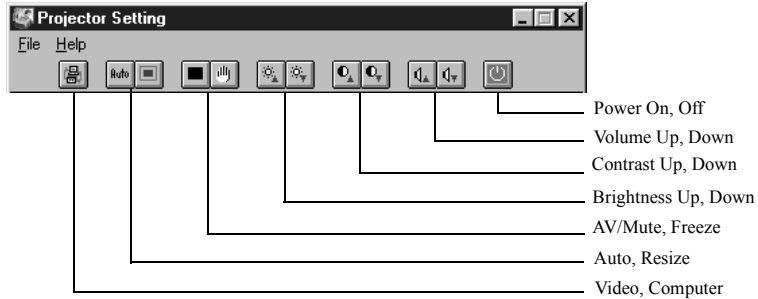 Projector Setting
File Help
Auto
Power On, Off
Volume Up, Down
Contrast Up, Down
Brightness Up, Down
AV/Mute, Freeze
Auto, Resize
Video, Computer